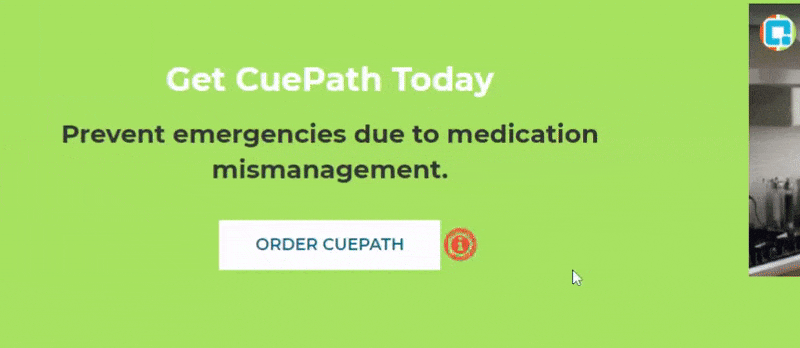 Get CuePath Today
Prevent emergencies due to medication
mismanagement.
ORDER CUEPATH